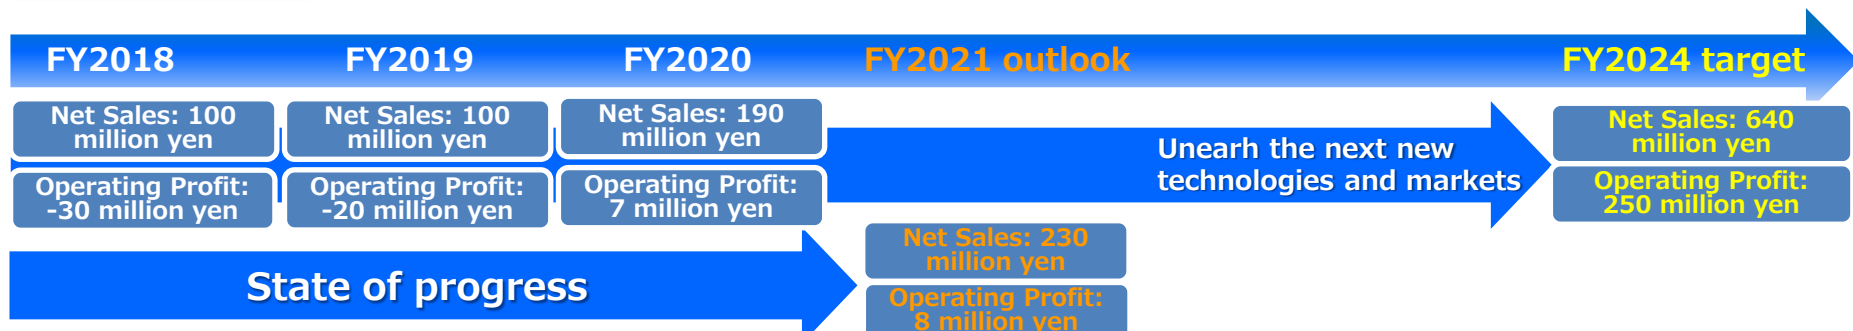 FY2018
FY2019
FY2020
FY2021 outlook
FY2024 target
Net Sales: 100
million yen
Operating Profit:
-30 million yen
Net Sales: 100
million yen
Operating Profit:
-20 million yen
Net Sales: 190
million yen
Operating Profit:
7 million yen
Unearh the next new
technologies and markets
Net Sales: 640
million yen
Operating Profit:
250 million yen
State of progress
Net Sales: 230
million yen
Operating Profit:
8 million yen